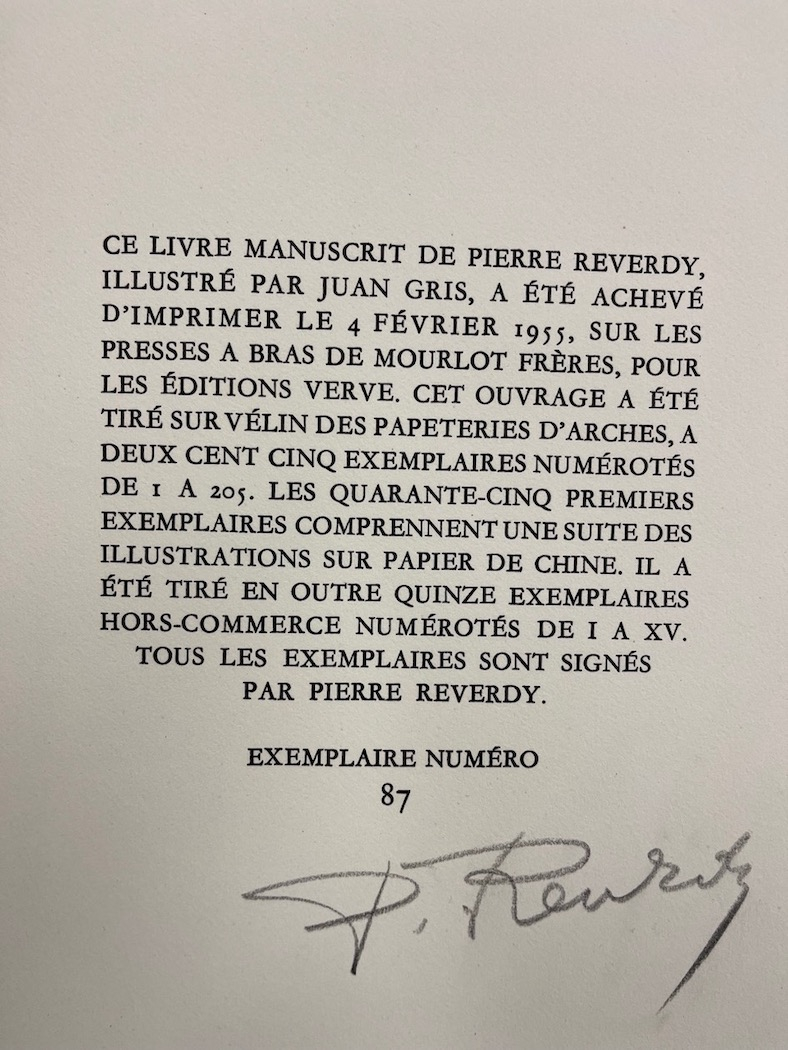 CE LIVRE MANUSCRIT DE PIERRE REVERDY,
ILLUSTRÉ PAR JUAN GRIS, A ÉTÉ ACHEVÉ
D'IMPRIMER LE 4 FÉVRIER 1955, SUR LES
PRESSES A BRAS DE MOURLOT FRÈRES, POUR
LES ÉDITIONS VERVE. CET OUVRAGE A ÉTÉ
TIRÉ SUR VÉLIN DES PAPETERIES D'ARCHES, A
DEUX CENT CINQ EXEMPLAIRES NUMÉROTÉS
DE 1 A 205. LES QUARANTE-CINQ PREMIERS
EXEMPLAIRES COMPRENNENT UNE SUITE DES
ILLUSTRATIONS SUR PAPIER DE CHINE. IL A
ÉTÉ TIRÉ EN OUTRE QUINZE EXEMPLAIRES
HORS-COMMERCE NUMÉROTÉS DE I A XV.
TOUS LES EXEMPLAIRES SONT SIGNÉS
PAR PIERRE REVERDY.
EXEMPLAIRE NUMÉRO
87
P. Reverdy